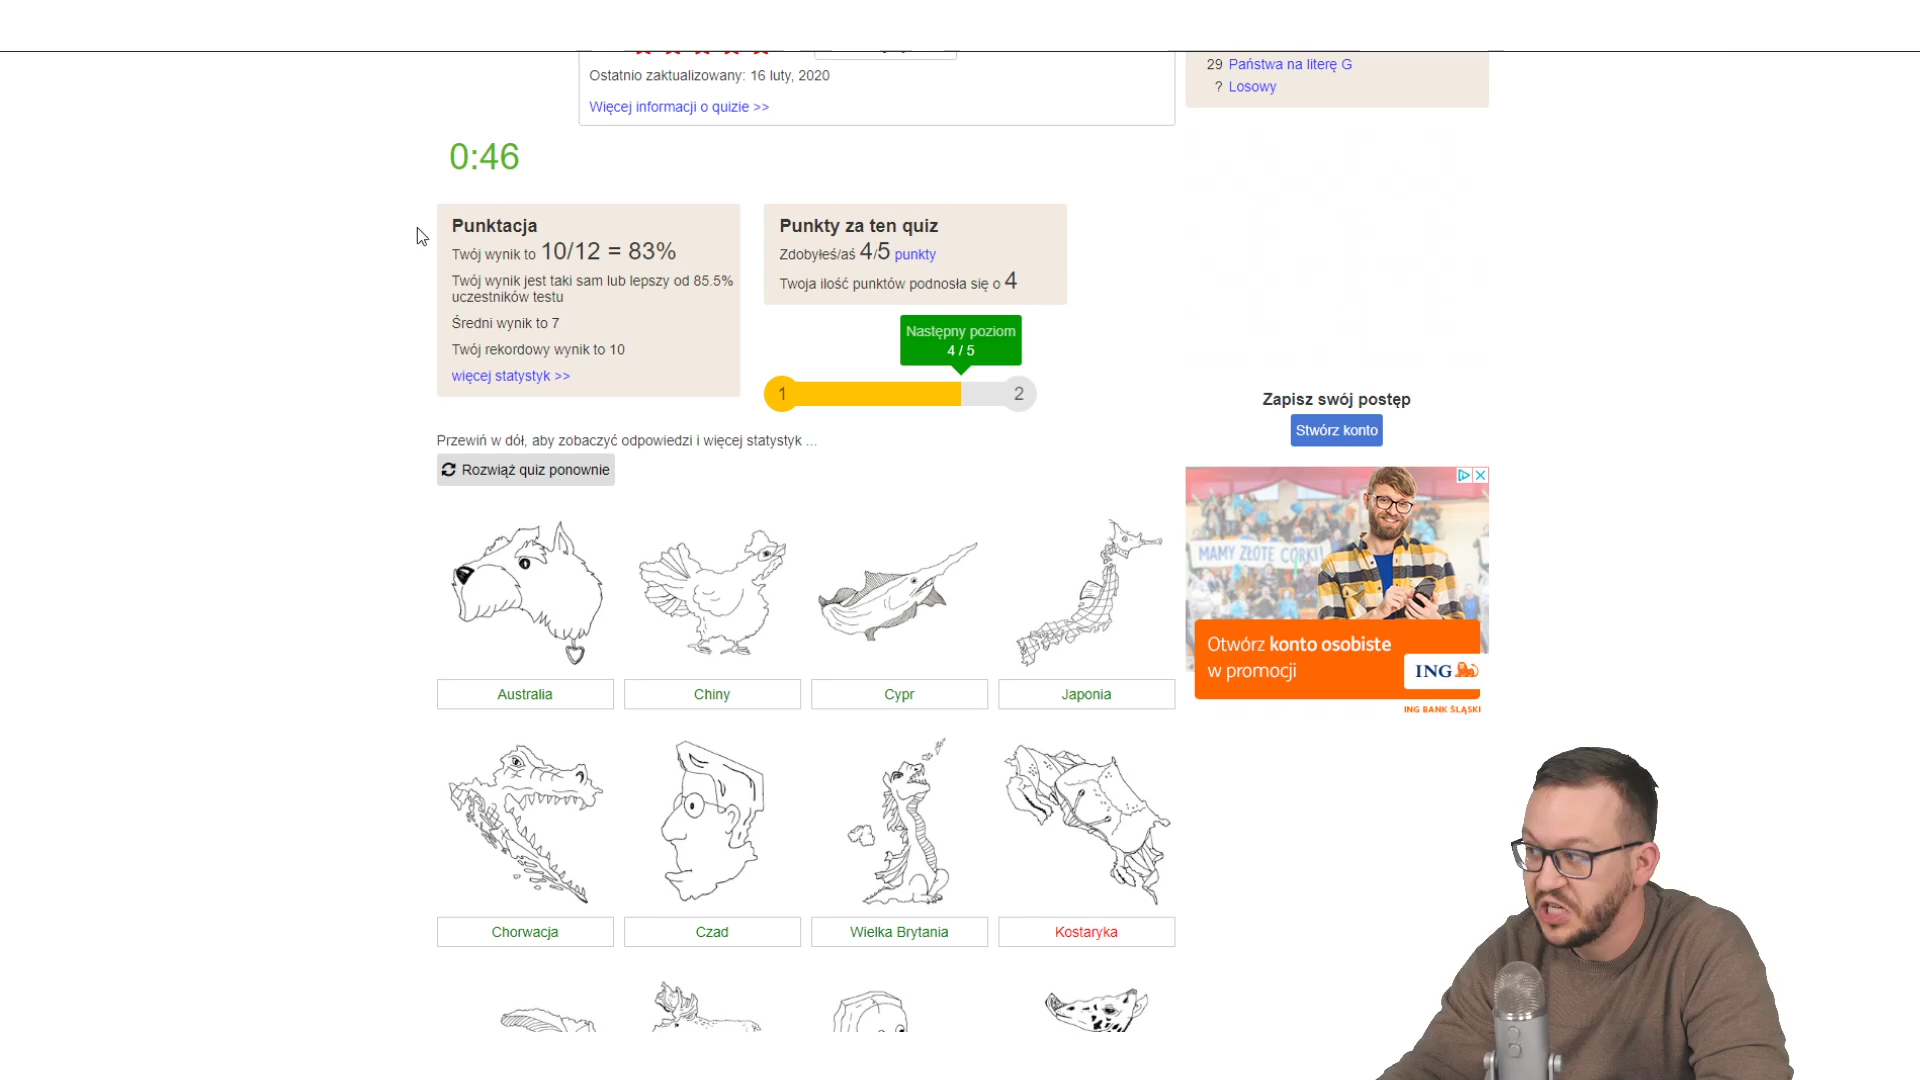 29 Państwa na literę G
? Losowy
Ostatnio zaktualizowany: 16 luty, 2020
Więcej informacji o quizie >>
0:46
Punktacja
Twój wynik to 10/12 = 83%
Twój wynik jest taki sam lub lepszy od 85.5%
uczestników testu
Średni wynik to 7
Twój rekordowy wynik to 10
więcej statystyk >>
Punkty za ten quiz
Zdobyłeś/aś 4/5 punkty
Twoja ilość punktów podnosła się o 4
Następny poziom
4 / 5
1
2
Przewiń w dół, aby zobaczyć odpowiedzi i więcej statystyk ...
Rozwiąż quiz ponownie
Zapisz swój postęp
Stwórz konto
MAMY ZŁOTE CÓRKI!
Otwórz konto osobiste
w promocji
ING
ING BANK ŚLĄSKI
Australia
Chiny
Cypr
Japonia
Chorwacja
Czad
Wielka Brytania
Kostaryka